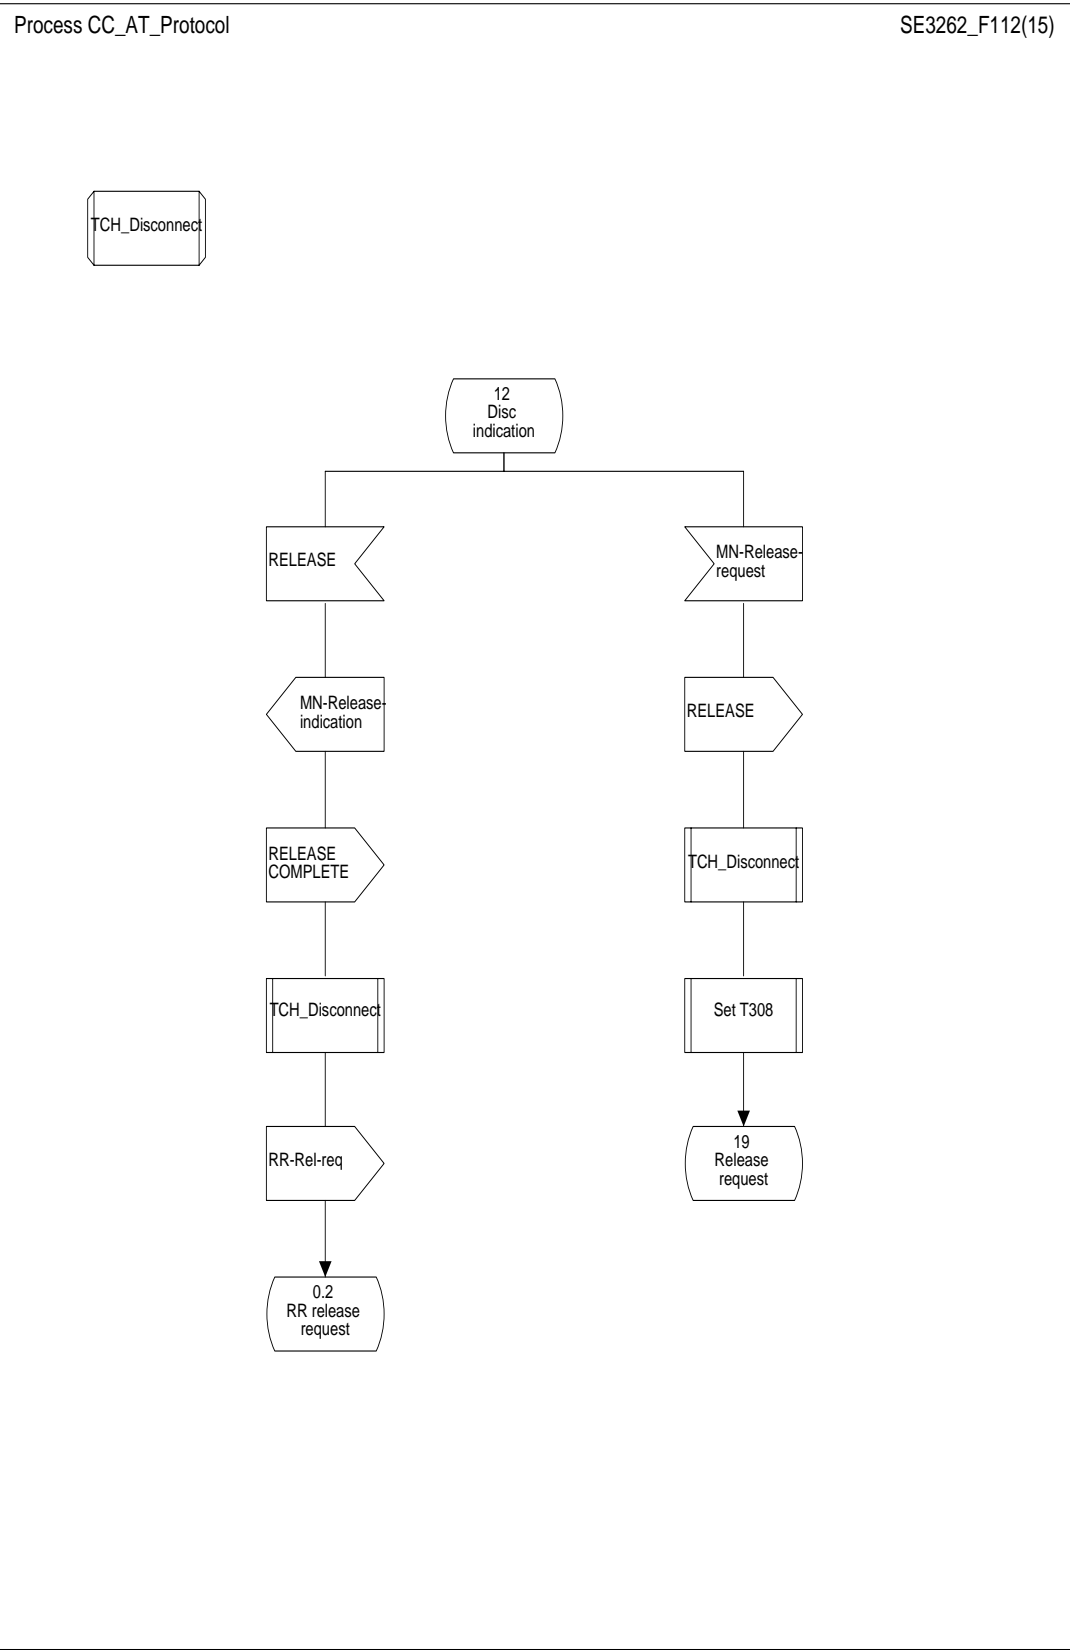 Process CC_AT_Protocol
SE3262_F112(15)
TCH_Disconnect
12
Disc
indication
RELEASE
MN-Release-
request
MN-Release-
indication
RELEASE
RELEASE
COMPLETE
TCH_Disconnect
TCH_Disconnect
Set T308
RR-Rel-req
19
Release
request
0.2
RR release
request